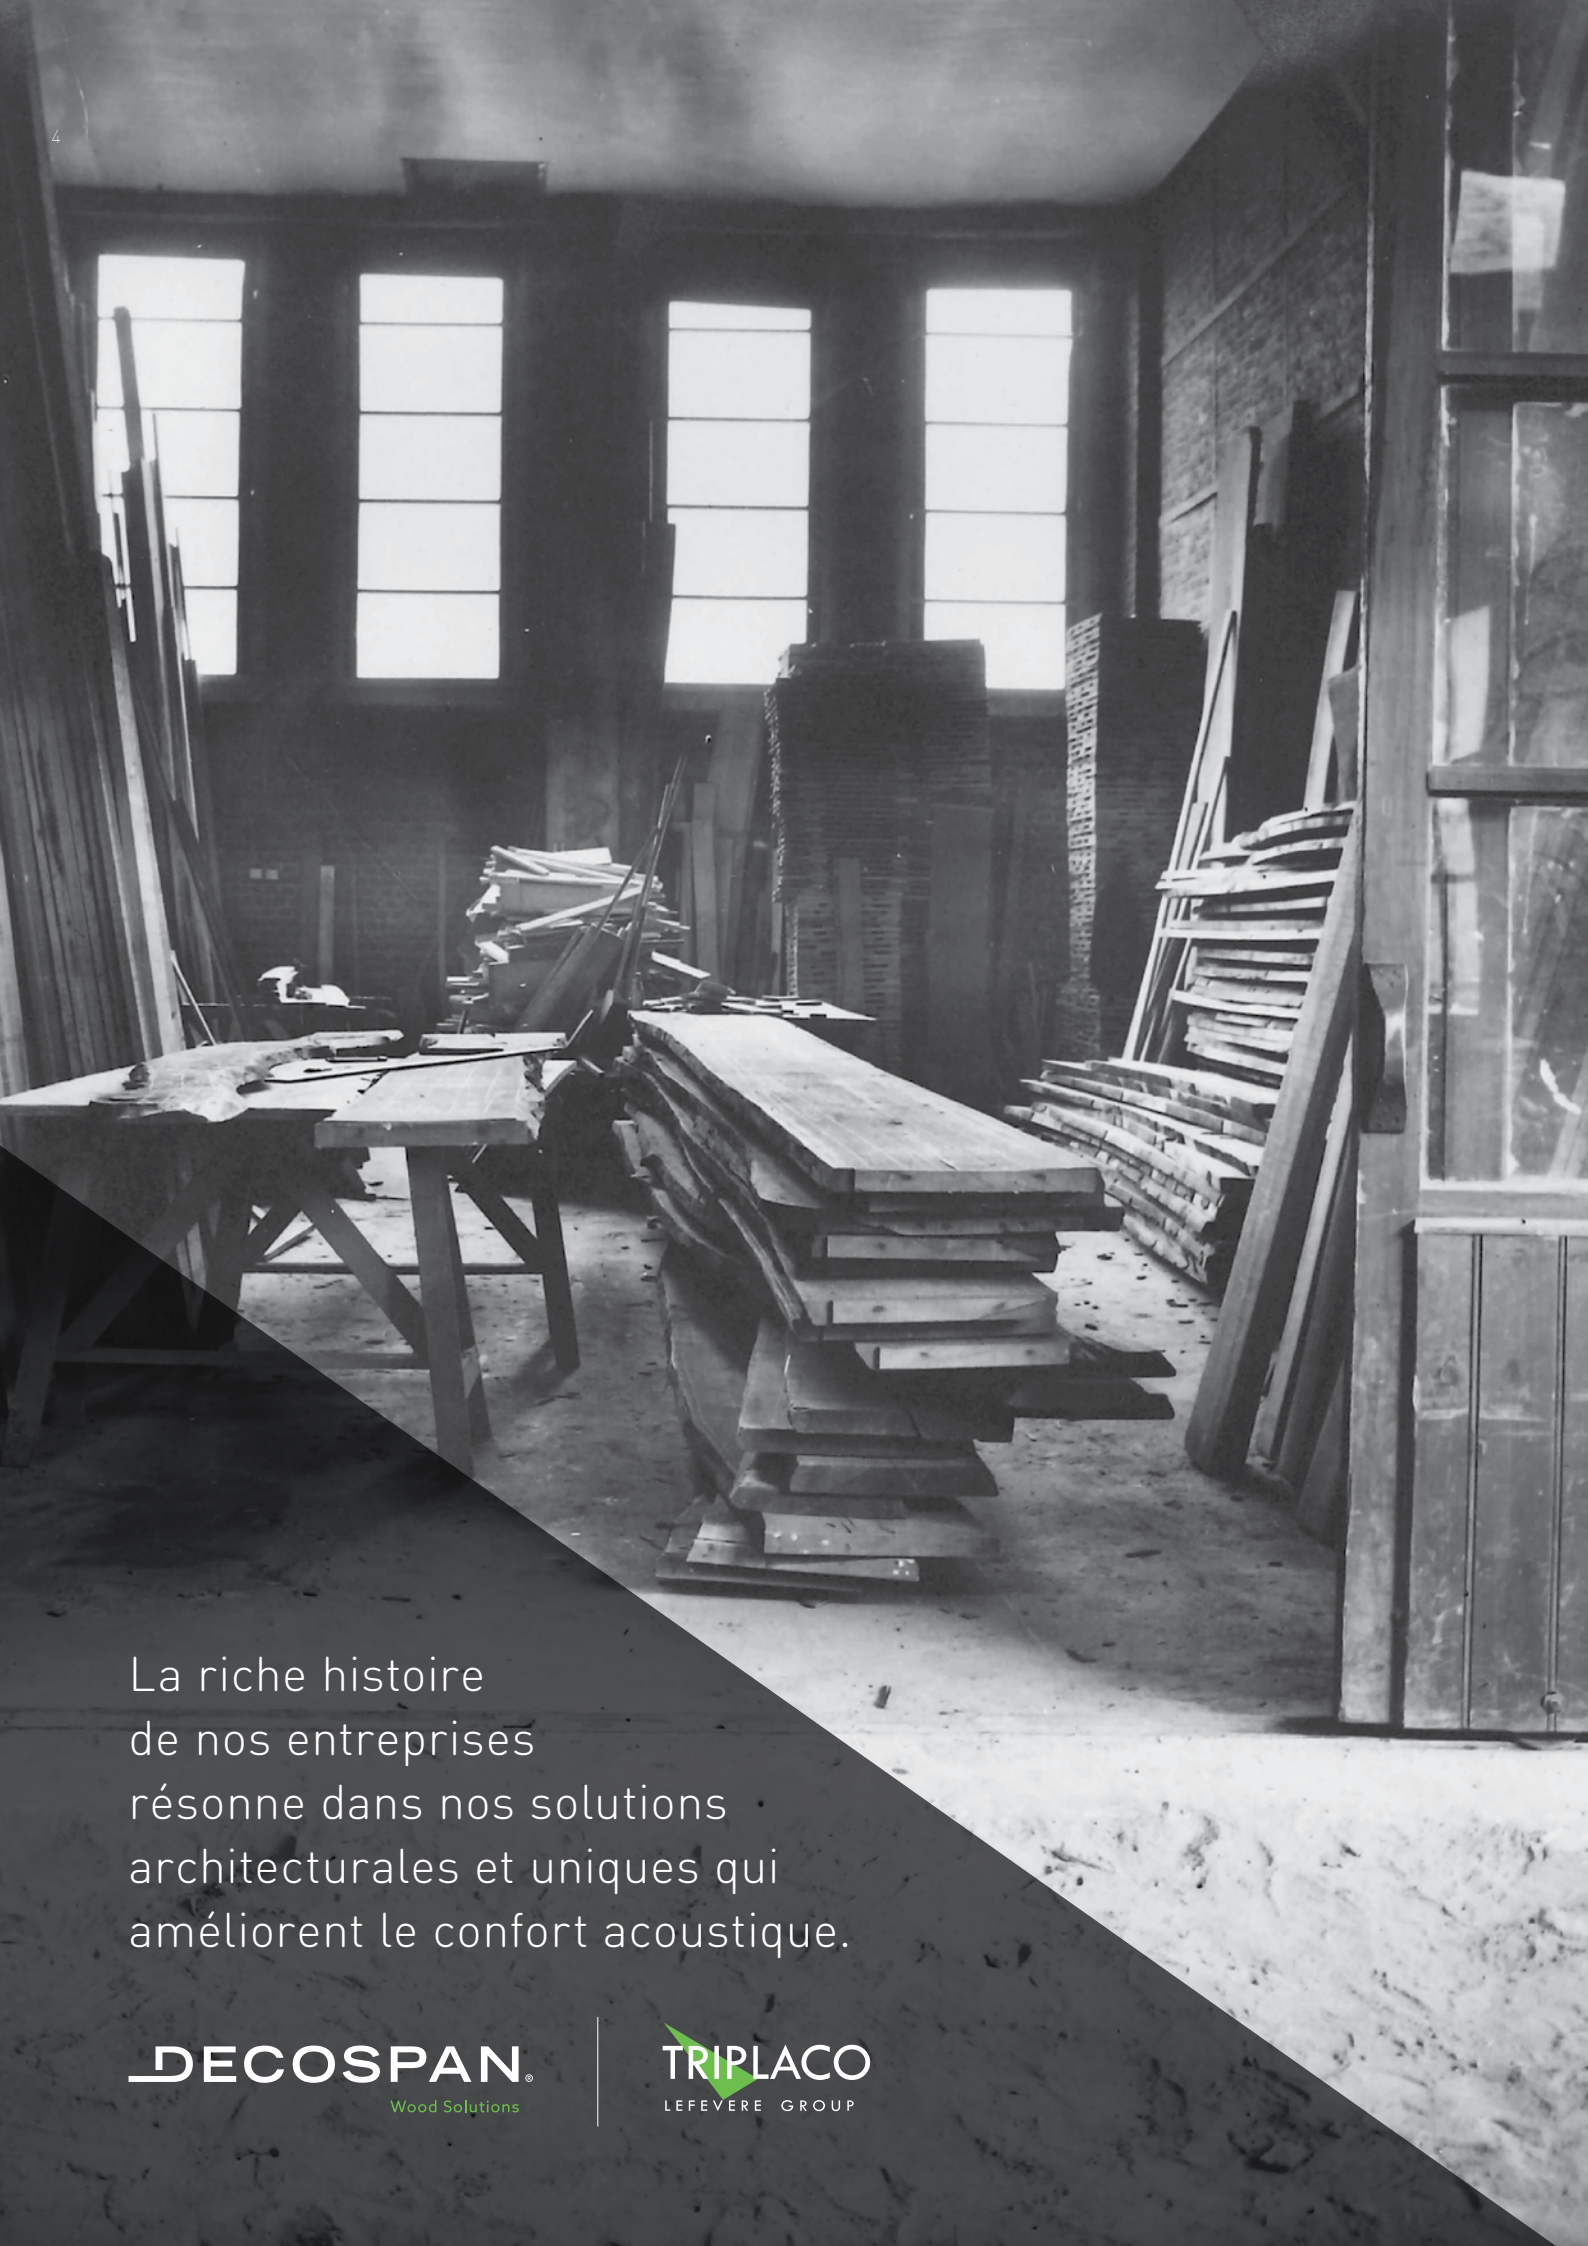 4
La riche histoire
de nos entreprises
résonne dans nos solutions
architecturales et uniques qui
améliorent le confort acoustique.
DECOSPAN®
Wood Solutions
TRIPLACO
LEFEVERE GROUP